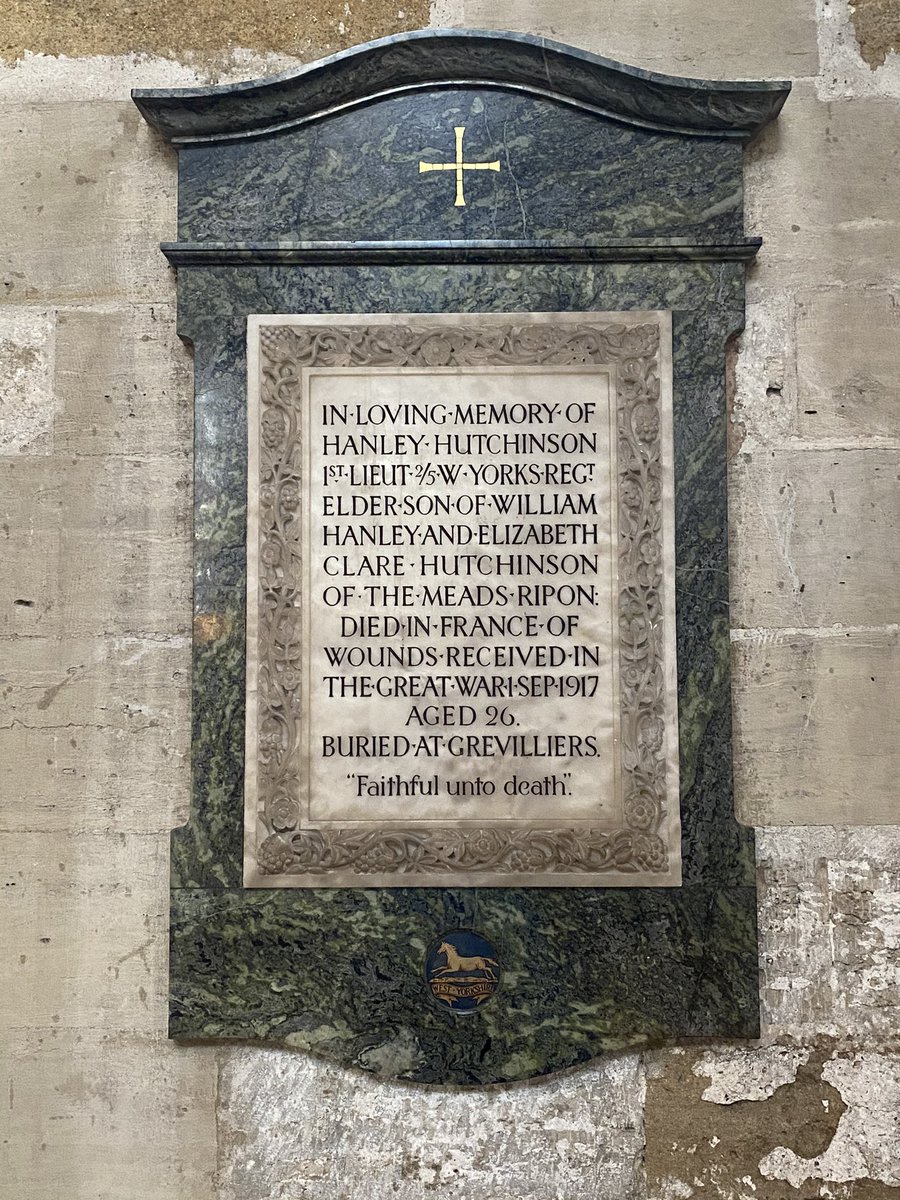 IN·LOVING·MEMORY·OF
HANLEY·HUTCHINSON
1ST·LIEUT·2/5·W·YORKS·REGT
ELDER·SON·OF·WILLIAM
HANLEY·AND·ELIZABETH
CLARE·HUTCHINSON
OF·THE·MEADS·RIPON:
DIED·IN·FRANCE·OF
WOUNDS·RECEIVED·IN
THE·GREAT·WAR·1·SEP·1917
AGED 26.
BURIED·AT·GREVILLIERS.
"Faithful unto death".
WEST·YORKSHIRE